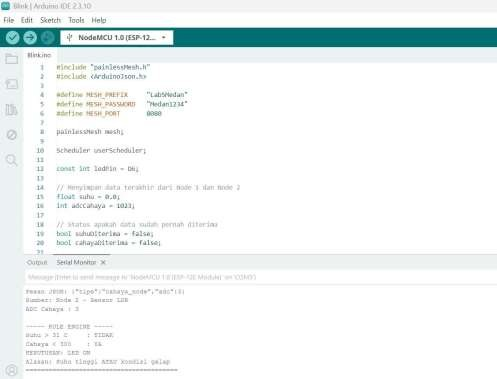 Blink | Arduino IDE 2.3.10
File Edit Sketch Tools Help
NodeMCU 1.0 (ESP-12...
Blink.ino
1 #include "painlessMesh.h"
2 #include <ArduinoJson.h>
3
4 #define MESH_PREFIX "LabSMedan"
5 #define MESH_PASSWORD "Medan1234"
6 #define MESH_PORT 8080
7
8 painlessMesh mesh;
9
10 Scheduler userScheduler;
11
12 const int ledPin = D6;
13
14 // Menyimpan data terakhir dari Node 1 dan Node 2
15 float suhu = 0.0;
16 int adcCahaya = 1023;
17
18 // Status apakah data sudah pernah diterima
19 bool suhuDiterima = false;
20 bool cahayaDiterima = false;
21
Output Serial Monitor
Message (Enter to send message to 'NodeMCU 1.0 (ESP-12E Module)' on 'COM3')
Pesan JSON: {"tipe":"cahaya_node","adc":3}
Sumber: Node 2 - Sensor LDR
ADC Cahaya : 3
----- RULE ENGINE -----
Suhu > 31 C : TIDAK
Cahaya < 300 : YA
KEPUTUSAN: LED ON
Alasan: Suhu tinggi ATAU kondisi gelap
========================================